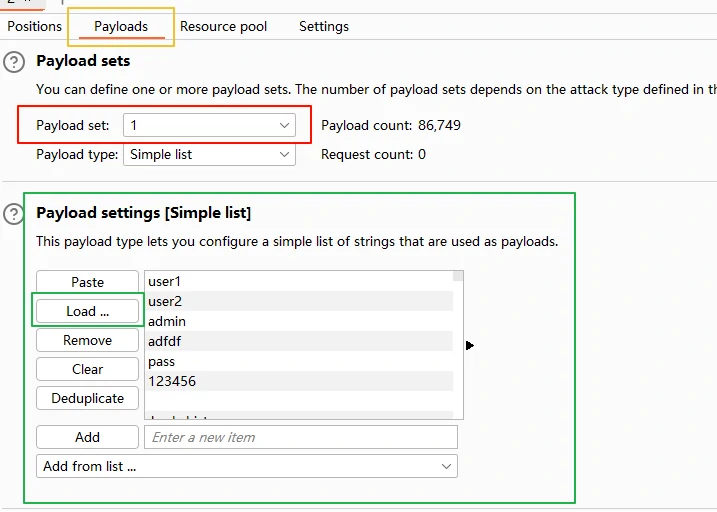 Positions Payloads Resource pool Settings
Payload sets
You can define one or more payload sets. The number of payload sets depends on the attack type defined in
Payload set: 1 Payload count: 86,749
Payload type: Simple list Request count: 0
Payload settings [Simple list]
This payload type lets you configure a simple list of strings that are used as payloads.
Paste
Load ...
Remove
Clear
Deduplicate
user1
user2
admin
adfdf
pass
123456
Add Enter a new item
Add from list ...